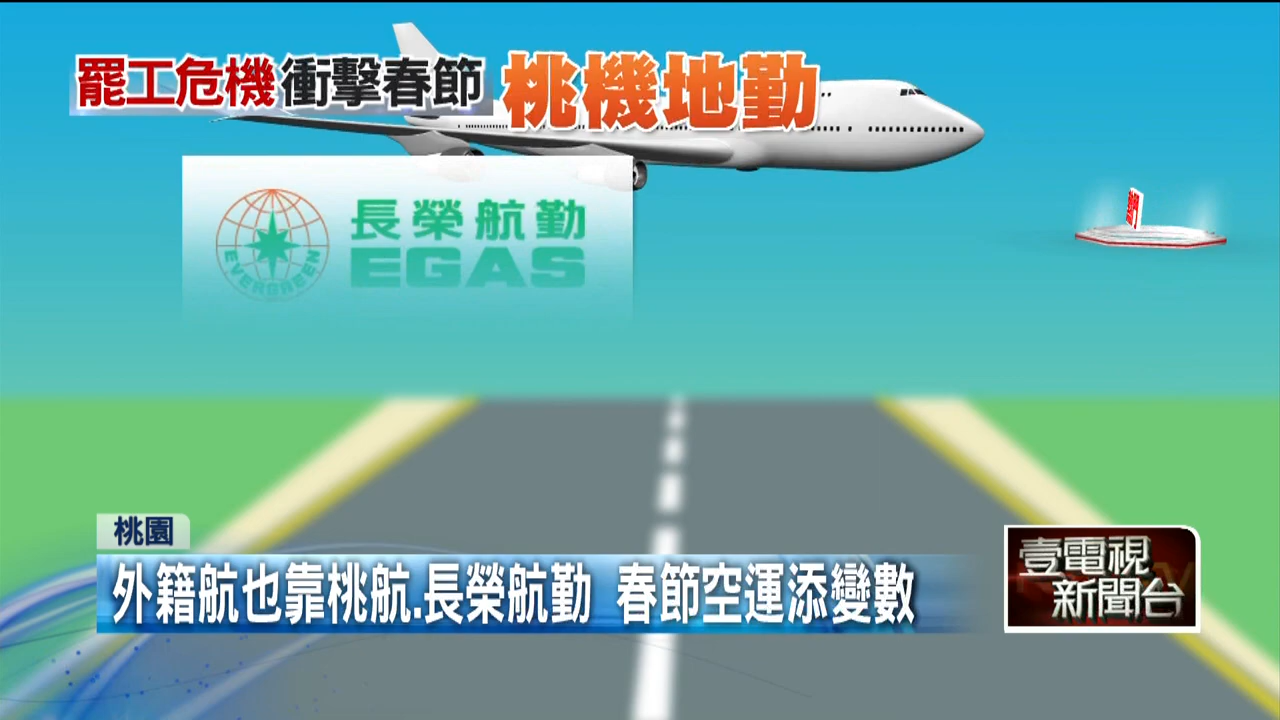 罷工危機衝擊春節 桃機地勤
長榮航勤
EGAS
EVERGREEN
桃園
外籍航也靠桃航.長榮航勤 春節空運添變數
壹電視
新聞台